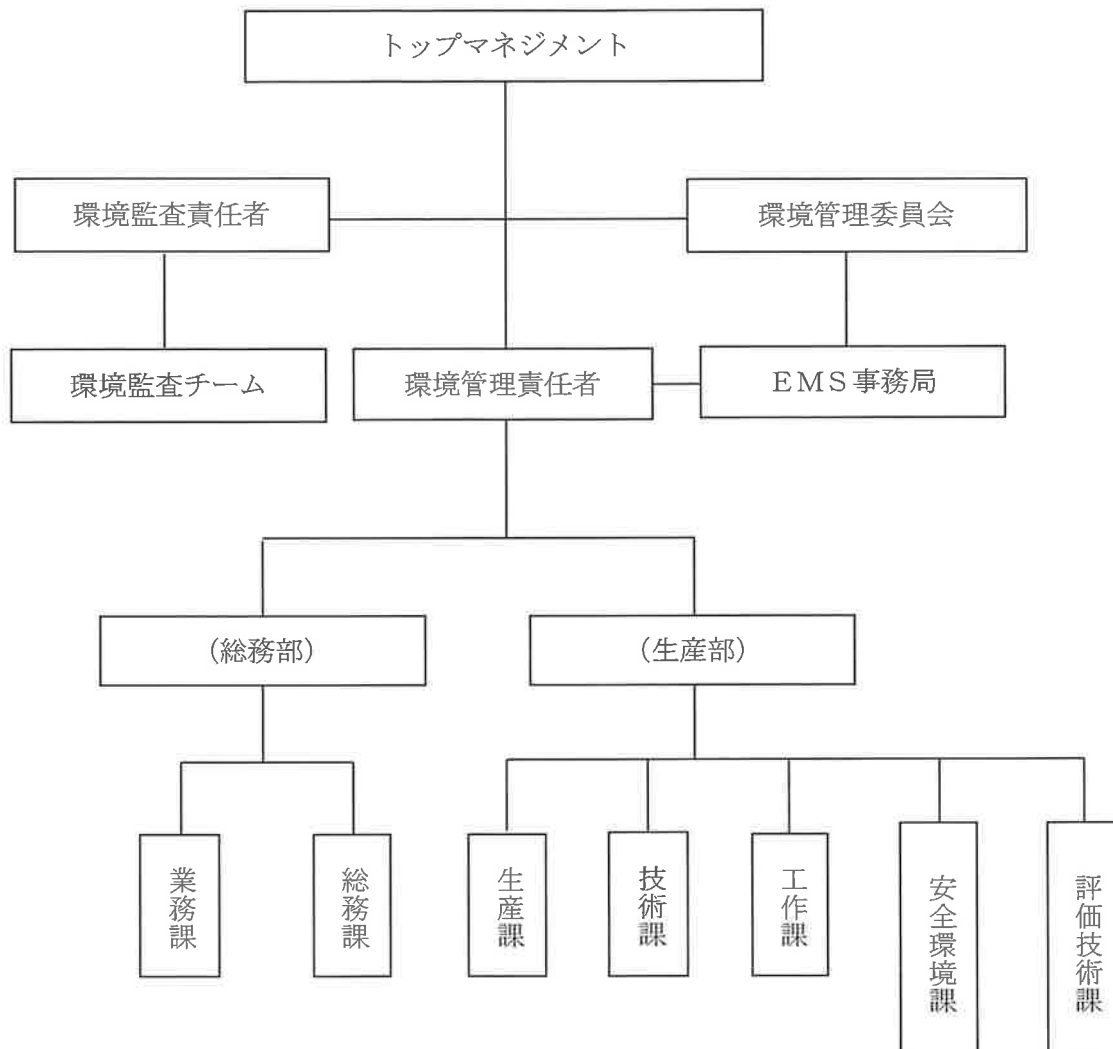 トップマネジメント
環境監査責任者
環境管理委員会
環境監査チーム
環境管理責任者
ＥＭＳ事務局
（総務部）
（生産部）
業務課
総務課
生産課
技術課
工作課
安全環境課
評価技術課